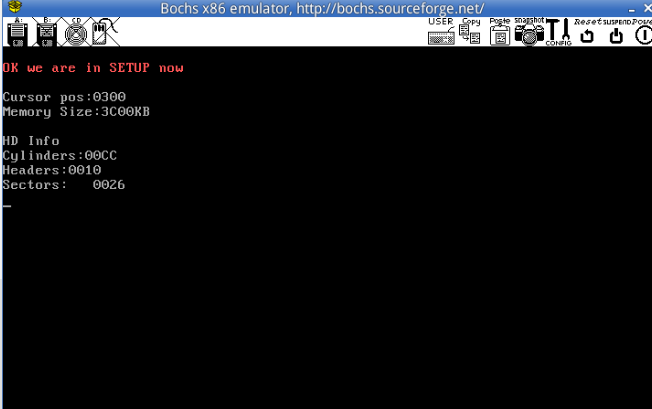 Bochs x86 emulator, http://bochs.sourceforge.net/
A: B: CD USER Copy Paste Snapshot CONFIG Reset SUSPEND Power
OK we are in SETUP now
Cursor pos:0300
Memory Size:3C00KB
HD Info
Cylinders:00CC
Headers:0010
Sectors:   0026